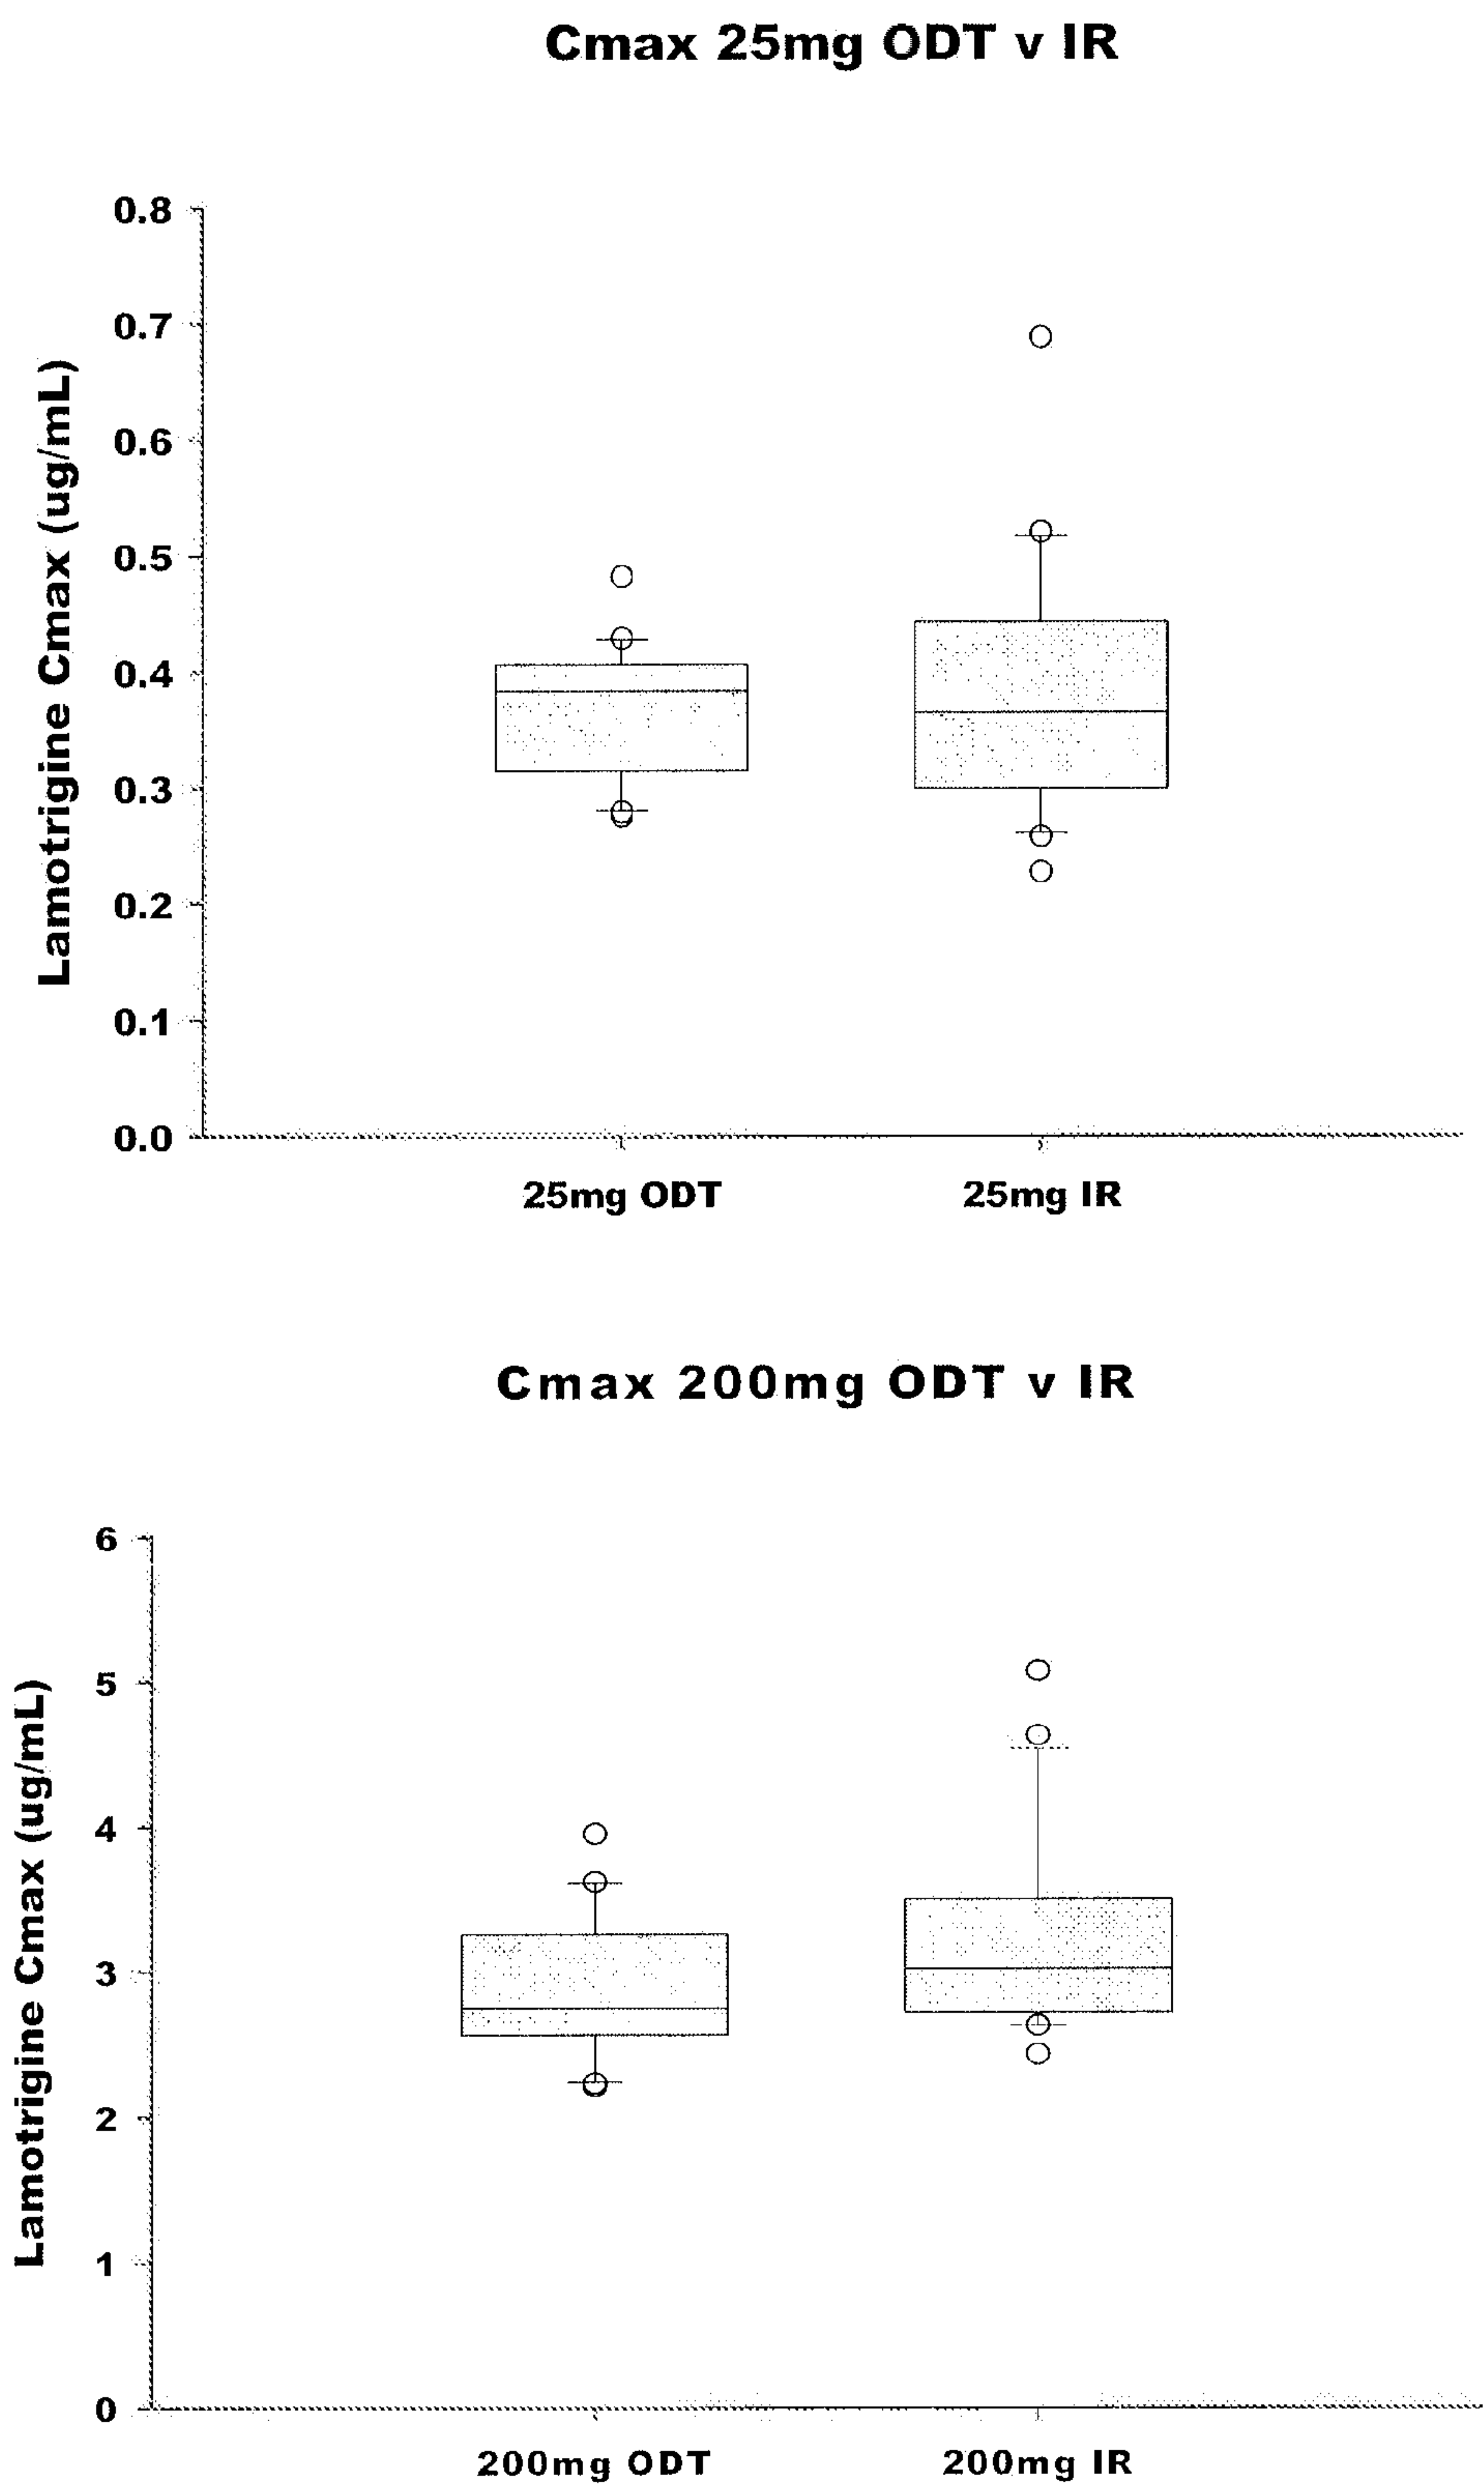 Cmax 25mg ODT v IR
Lamotrigine Cmax (ug/mL)
0.8
0.7
0.6
0.5
0.4
0.3
0.2
0.1
0.0
25mg ODT 25mg IR
Cmax 200mg ODT v IR
Lamotrigine Cmax (ug/mL)
6
5
4
3
2
1
0
200mg ODT 200mg IR